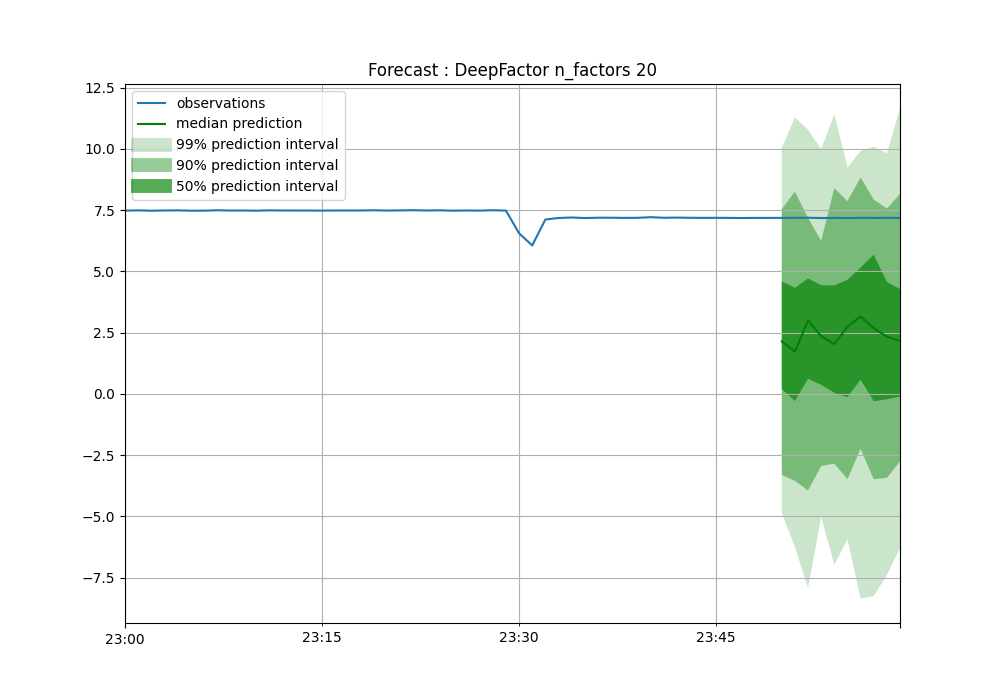 Forecast : DeepFactor n_factors 20
12.5
10.0
7.5
5.0
2.5
0.0
−2.5
−5.0
−7.5
observations
median prediction
99% prediction interval
90% prediction interval
50% prediction interval
23:00
23:15
23:30
23:45